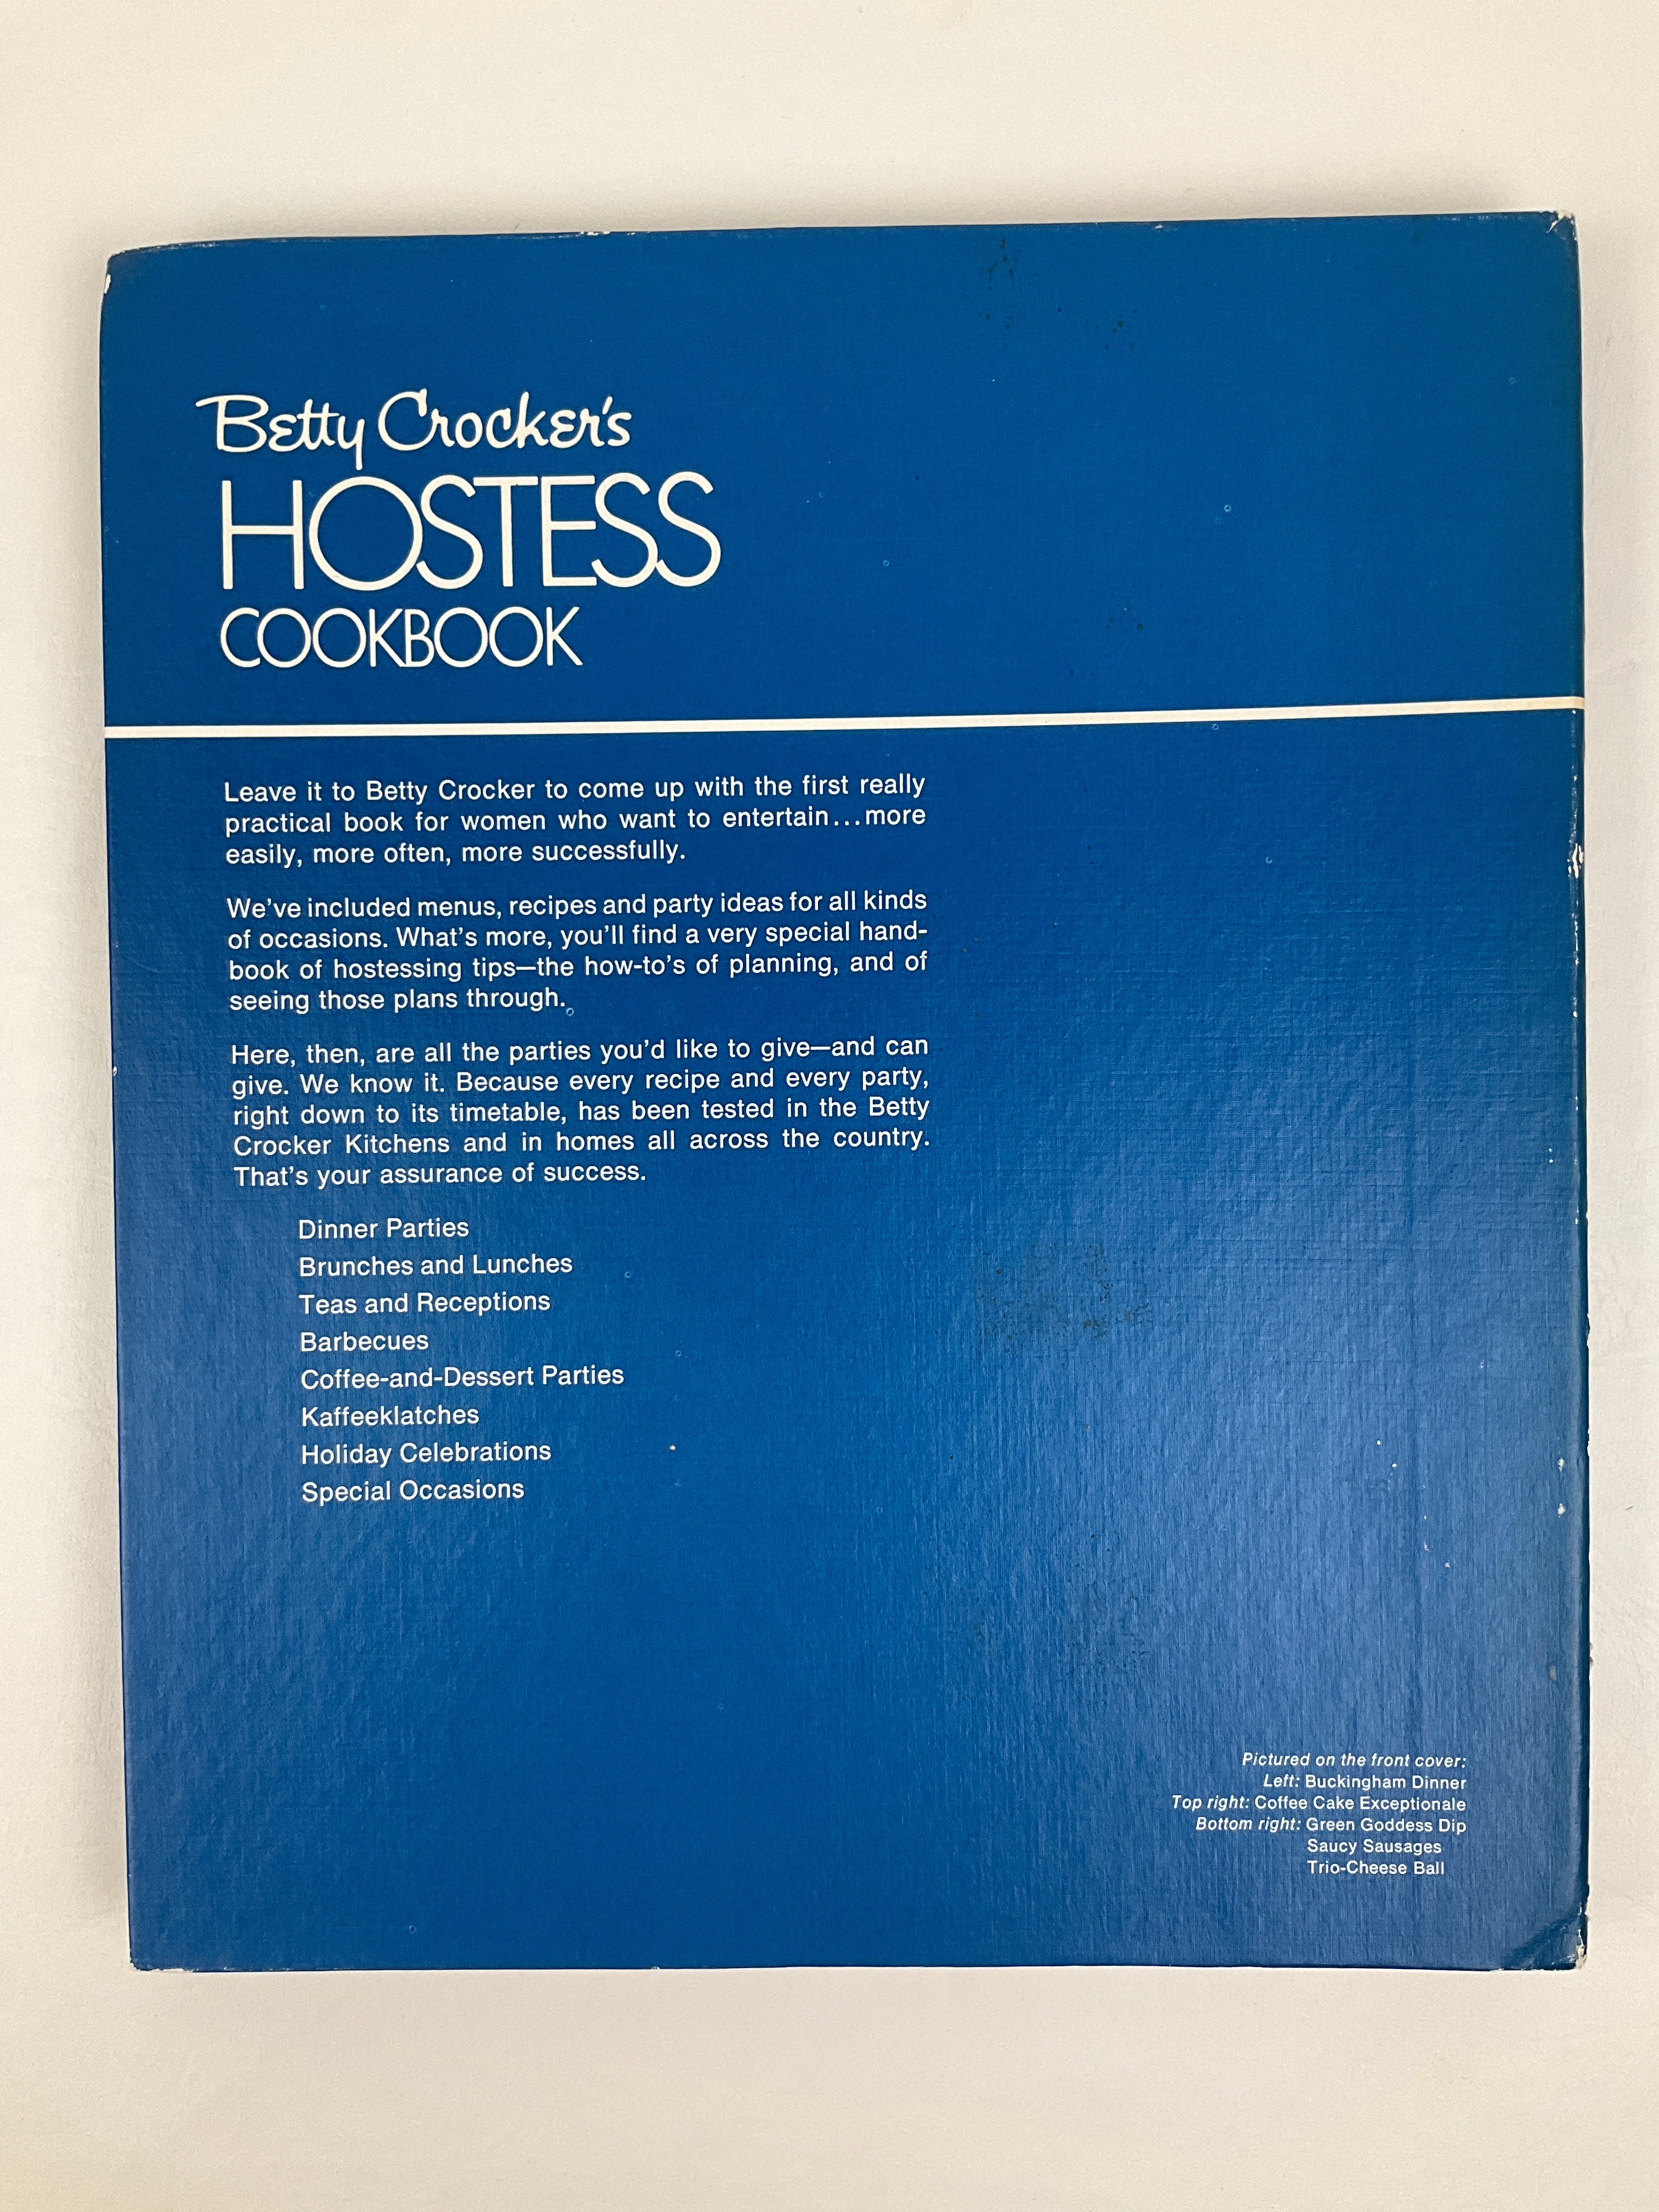 Betty Crocker's
HOSTESS
COOKBOOK
Leave it to Betty Crocker to come up with the first really
practical book for women who want to entertain...more
easily, more often, more successfully.
We've included menus, recipes and party ideas for all kinds
of occasions. What's more, you'll find a very special hand-
book of hostessing tips—the how-to's of planning, and of
seeing those plans through.
Here, then, are all the parties you'd like to give—and can
give. We know it. Because every recipe and every party,
right down to its timetable, has been tested in the Betty
Crocker Kitchens and in homes all across the country.
That's your assurance of success.
Dinner Parties
Brunches and Lunches
Teas and Receptions
Barbecues
Coffee-and-Dessert Parties
Kaffeeklatches
Holiday Celebrations
Special Occasions
Pictured on the front cover:
Left: Buckingham Dinner
Top right: Coffee Cake Exceptionale
Bottom right: Green Goddess Dip
Saucy Sausages
Trio-Cheese Ball